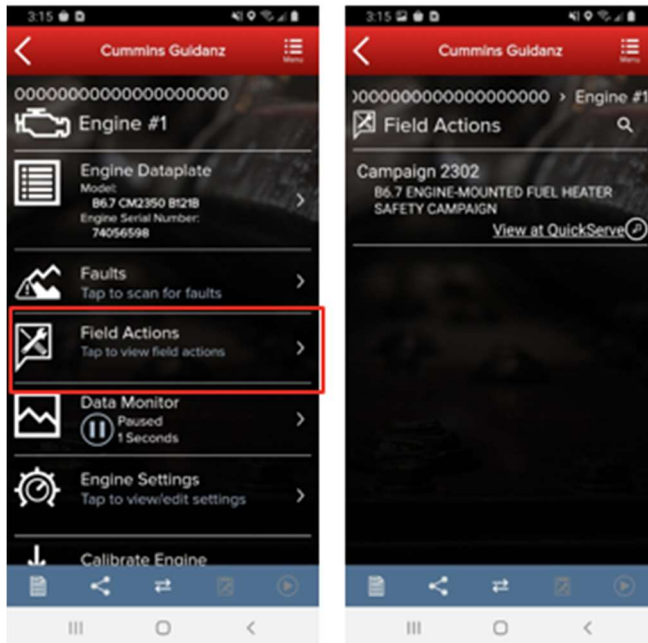 3:15
Cummins Guidanz
Menu
00000000000000000000000
Engine #1
Engine Dataplate
Model:
B6.7 CM2350 B121B
Engine Serial Number:
74056598
Faults
Tap to scan for faults
Field Actions
Tap to view field actions
Data Monitor
Paused
1 Seconds
Engine Settings
Tap to view/edit settings
Calibrate Engine
3:15
Cummins Guidanz
Menu
00000000000000000000 > Engine #1
Field Actions
Campaign 2302
B6.7 ENGINE-MOUNTED FUEL HEATER
SAFETY CAMPAIGN
View at QuickServe